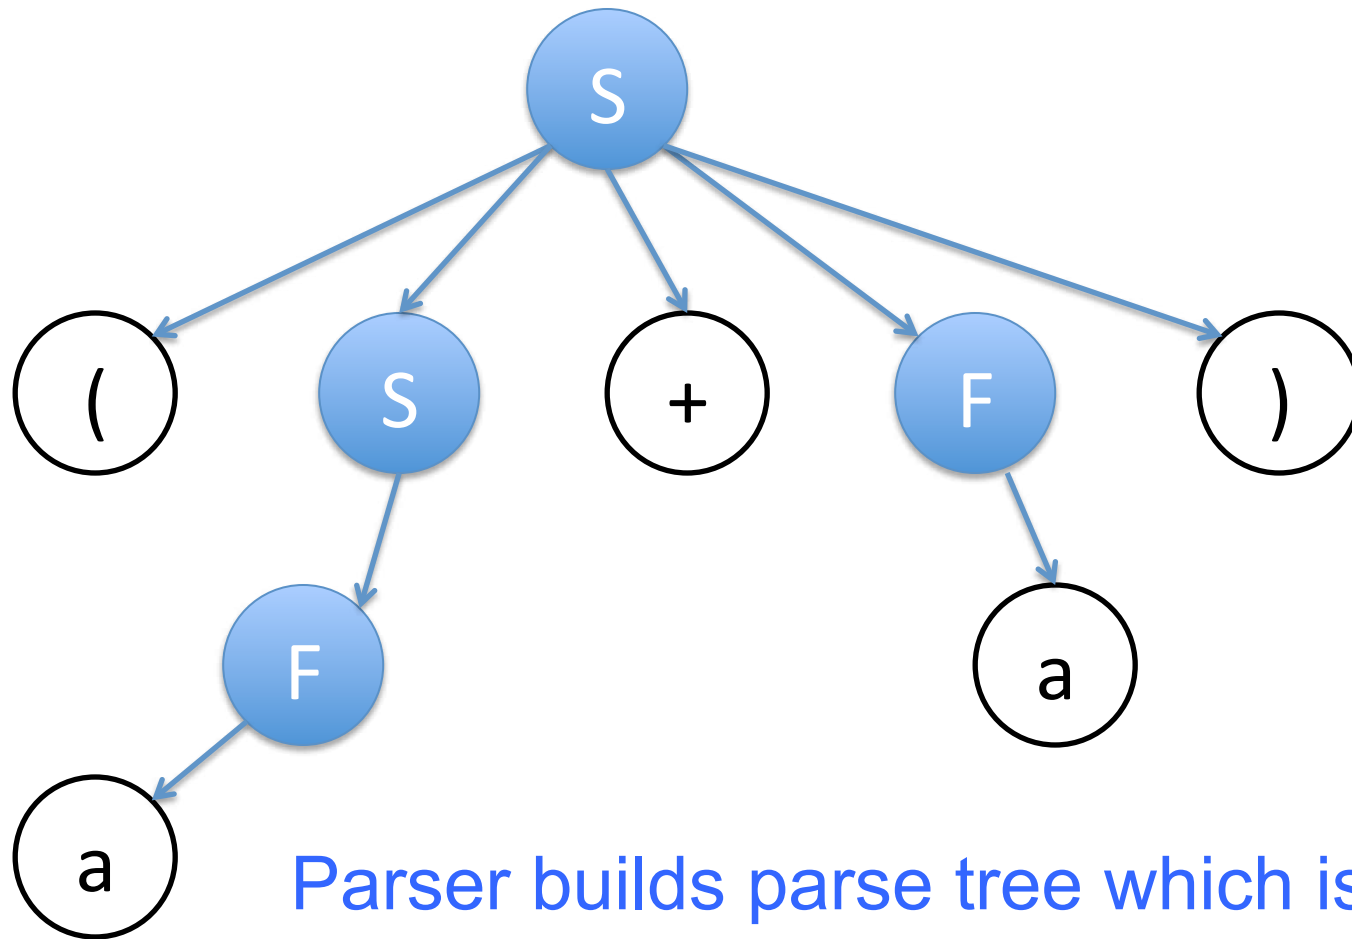 S
( S + F )
F a
a
Parser builds parse tree which is